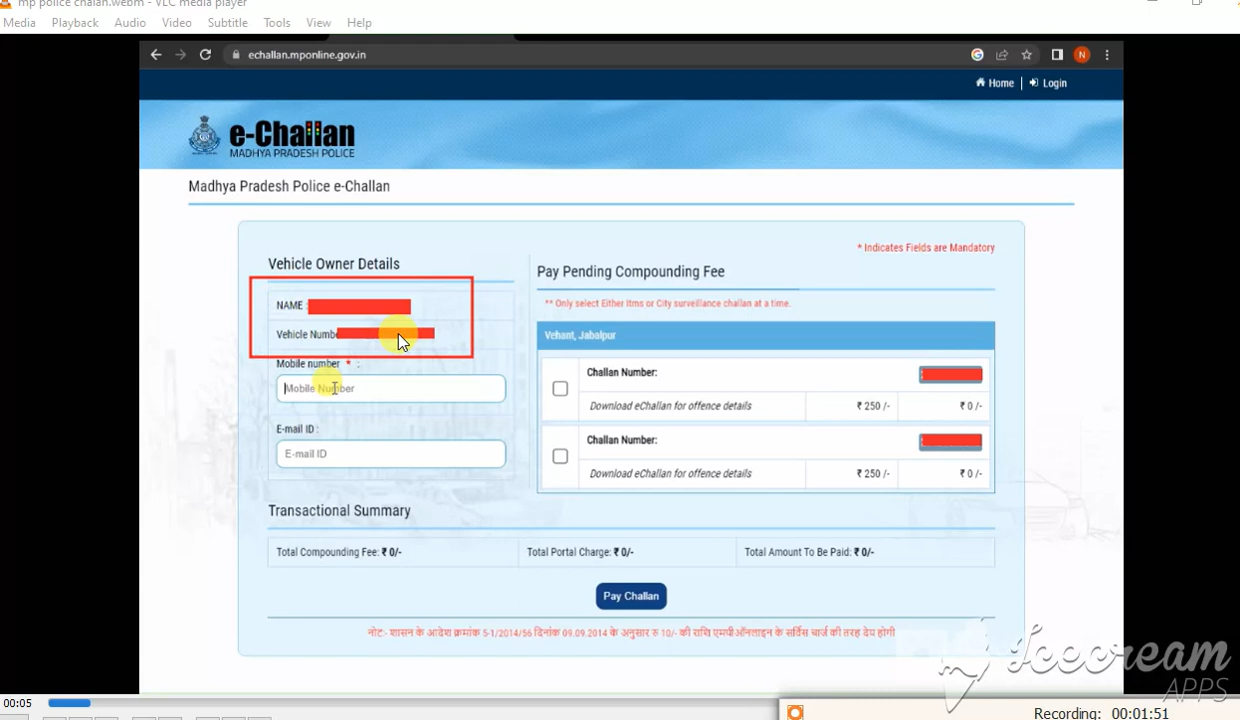 mp police chalan.webm - VLC media player
Media Playback Audio Video Subtitle Tools View Help
echallan.mponline.gov.in
N
Home | Login
e-Challan
MADHYA PRADESH POLICE
Madhya Pradesh Police e-Challan
* Indicates Fields are Mandatory
Vehicle Owner Details
NAME :
Vehicle Numbe
Mobile number * :
Mobile Number
E-mail ID :
E-mail ID
Pay Pending Compounding Fee
** Only select Either Itms or City surveillance challan at a time.
Vehant, Jabalpur
Challan Number:
Download eChallan for offence details ₹ 250 /- ₹ 0 /-
Challan Number:
Download eChallan for offence details ₹ 250 /- ₹ 0 /-
Transactional Summary
Total Compounding Fee: ₹ 0/- Total Portal Charge: ₹ 0/- Total Amount To Be Paid: ₹ 0/-
Pay Challan
नोट:- शासन के आदेश क्रमांक 5-1/2014/56 दिनांक 09.09.2014 के अनुसार रु 10/- की राशि एमपीऑनलाइन के सर्विस चार्ज की तरह देय होगी
Icecream
APPS
00:05
Recording: 00:01:51